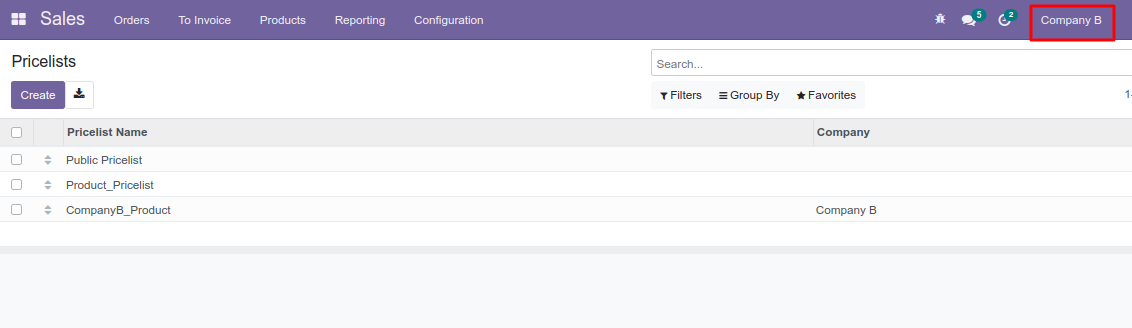 Sales Orders To Invoice Products Reporting Configuration 5 2 Company B
Pricelists
Search...
Create Filters Group By Favorites 1-
Pricelist Name Company
Public Pricelist
Product_Pricelist
CompanyB_Product Company B